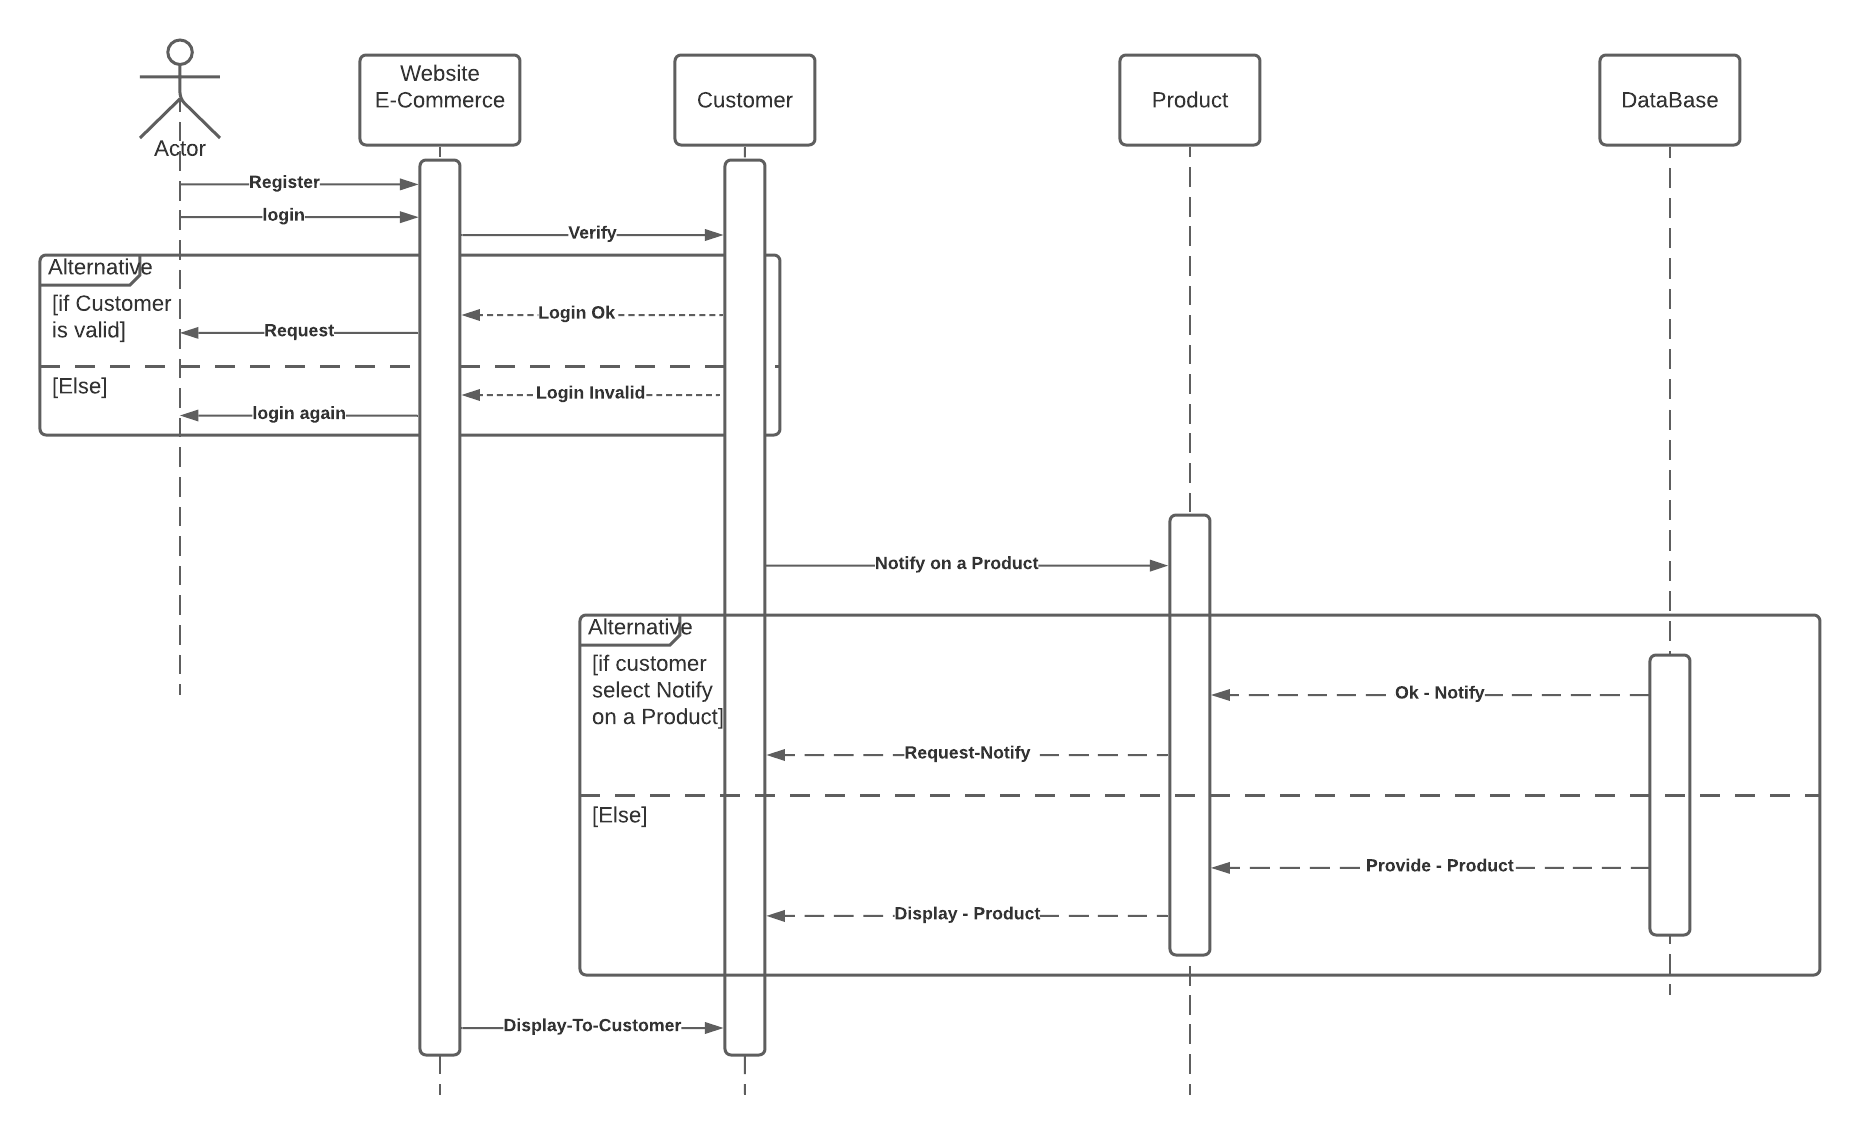 Website
E-Commerce
Customer
Product
DataBase
Actor
Register
login
Verify
Alternative
[if Customer
is valid]
Login Ok
Request
[Else]
Login Invalid
login again
Notify on a Product
Alternative
[if customer
select Notify
on a Product]
Ok - Notify
Request-Notify
[Else]
Provide - Product
Display - Product
Display-To-Customer